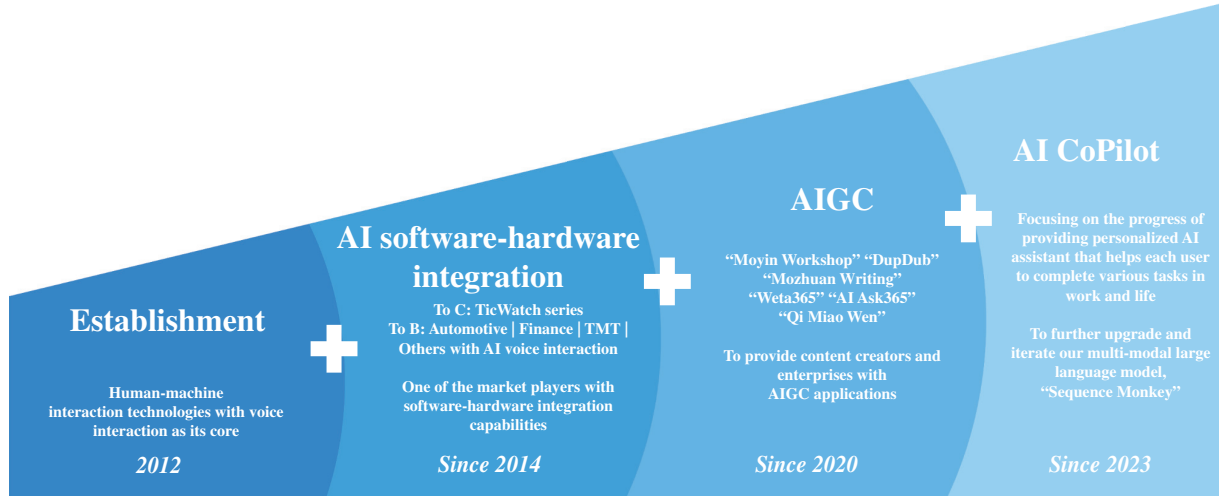 Establishment
Human-machine
interaction technologies with voice
interaction as its core
2012
AI software-hardware
integration
To C: TicWatch series
To B: Automotive | Finance | TMT |
Others with AI voice interaction
One of the market players with
software-hardware integration
capabilities
Since 2014
AIGC
“Moyin Workshop” “DupDub”
“Mozhuan Writing”
“Weta365” “AI Ask365”
“Qi Miao Wen”
To provide content creators and
enterprises with
AIGC applications
Since 2020
AI CoPilot
Focusing on the progress of
providing personalized AI
assistant that helps each user
to complete various tasks in
work and life
To further upgrade and
iterate our multi-modal large
language model,
“Sequence Monkey”
Since 2023